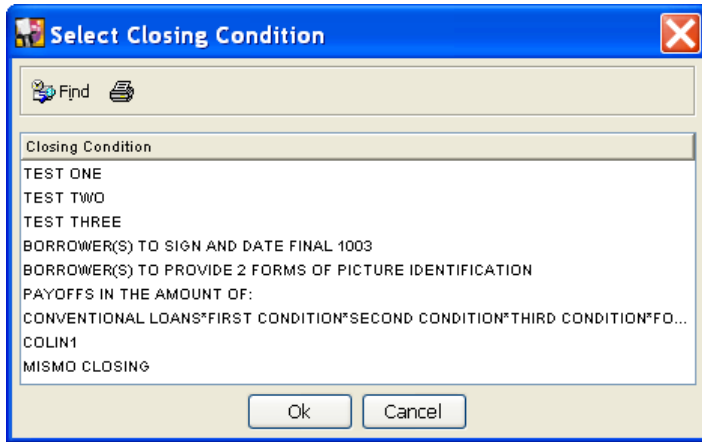 Select Closing Condition
Find
Closing Condition
TEST ONE
TEST TWO
TEST THREE
BORROWER(S) TO SIGN AND DATE FINAL 1003
BORROWER(S) TO PROVIDE 2 FORMS OF PICTURE IDENTIFICATION
PAYOFFS IN THE AMOUNT OF:
CONVENTIONAL LOANS*FIRST CONDITION*SECOND CONDITION*THIRD CONDITION*FO...
COLIN1
MISMO CLOSING
Ok Cancel